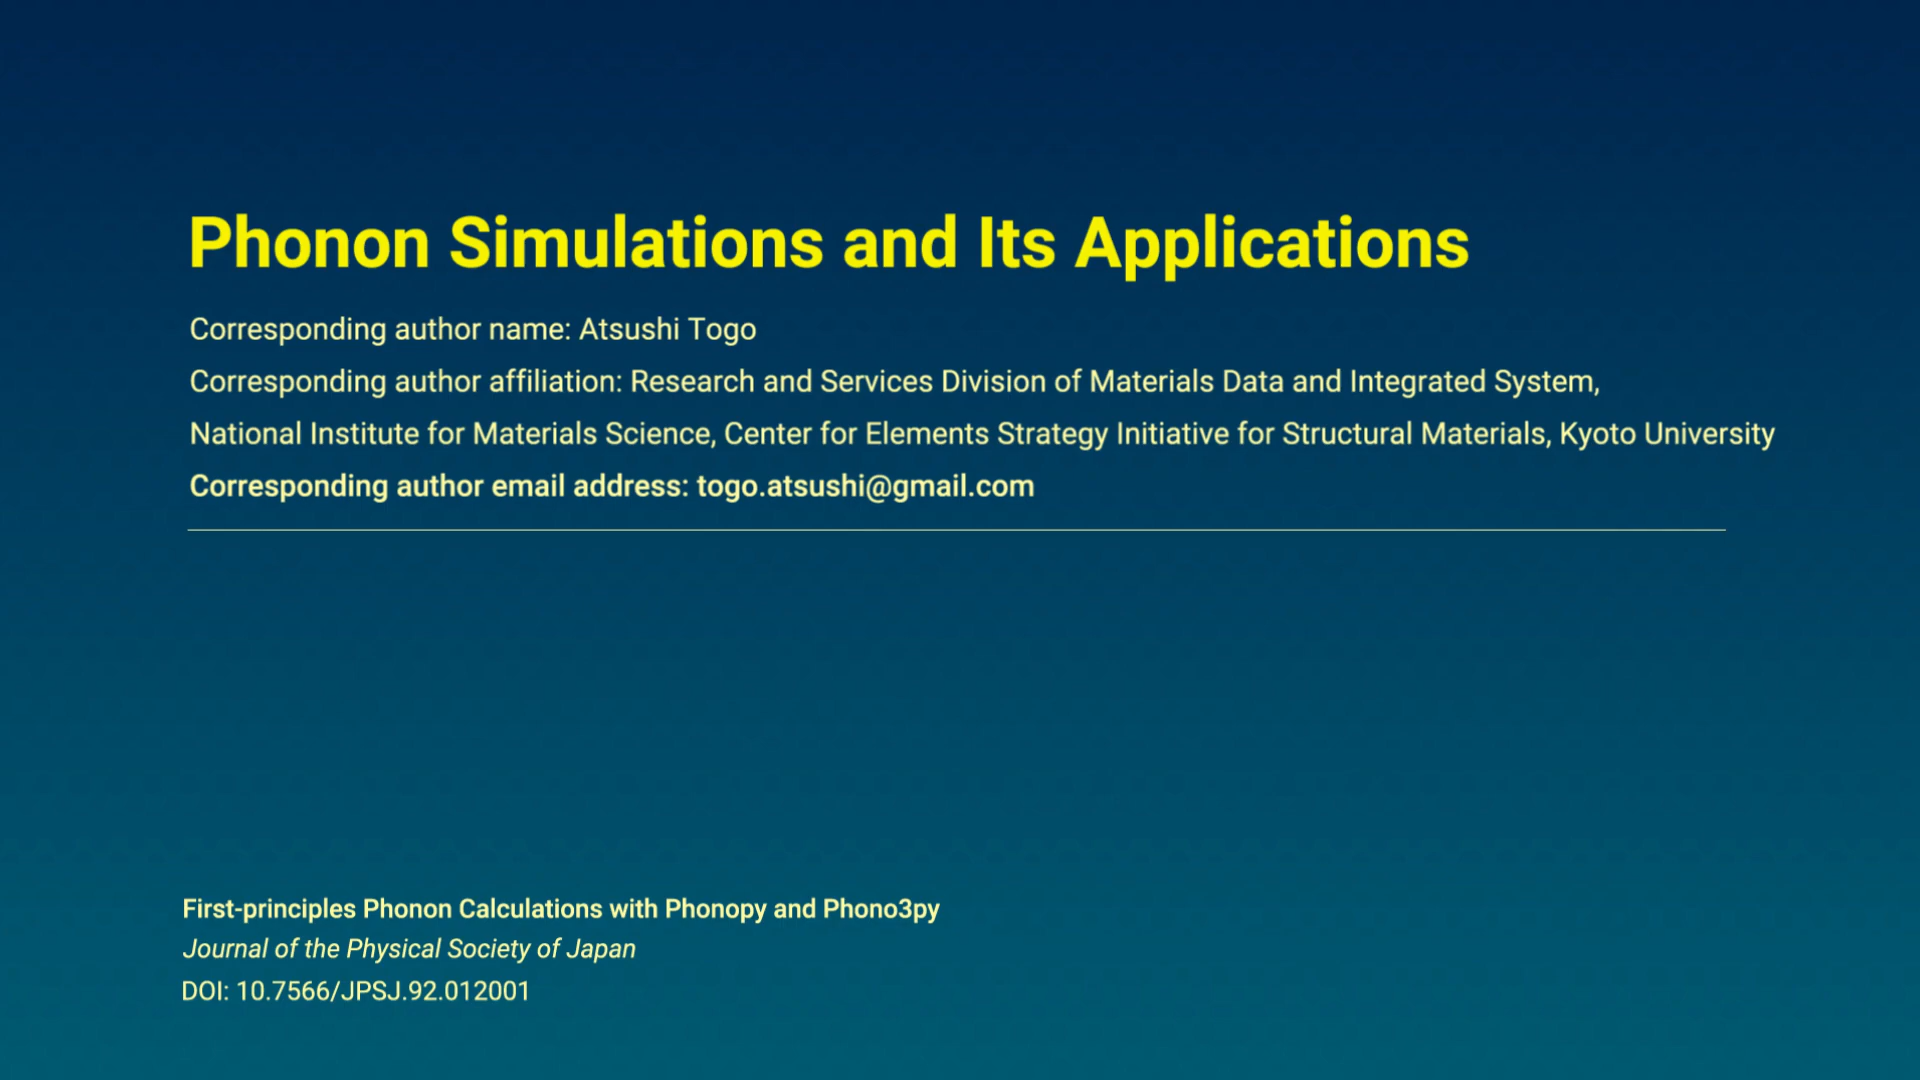 Phonon Simulations and Its Applications
Corresponding author name: Atsushi Togo
Corresponding author affiliation: Research and Services Division of Materials Data and Integrated System,
National Institute for Materials Science, Center for Elements Strategy Initiative for Structural Materials, Kyoto University
Corresponding author email address: togo.atsushi@gmail.com
First-principles Phonon Calculations with Phonopy and Phono3py
Journal of the Physical Society of Japan
DOI: 10.7566/JPSJ.92.012001